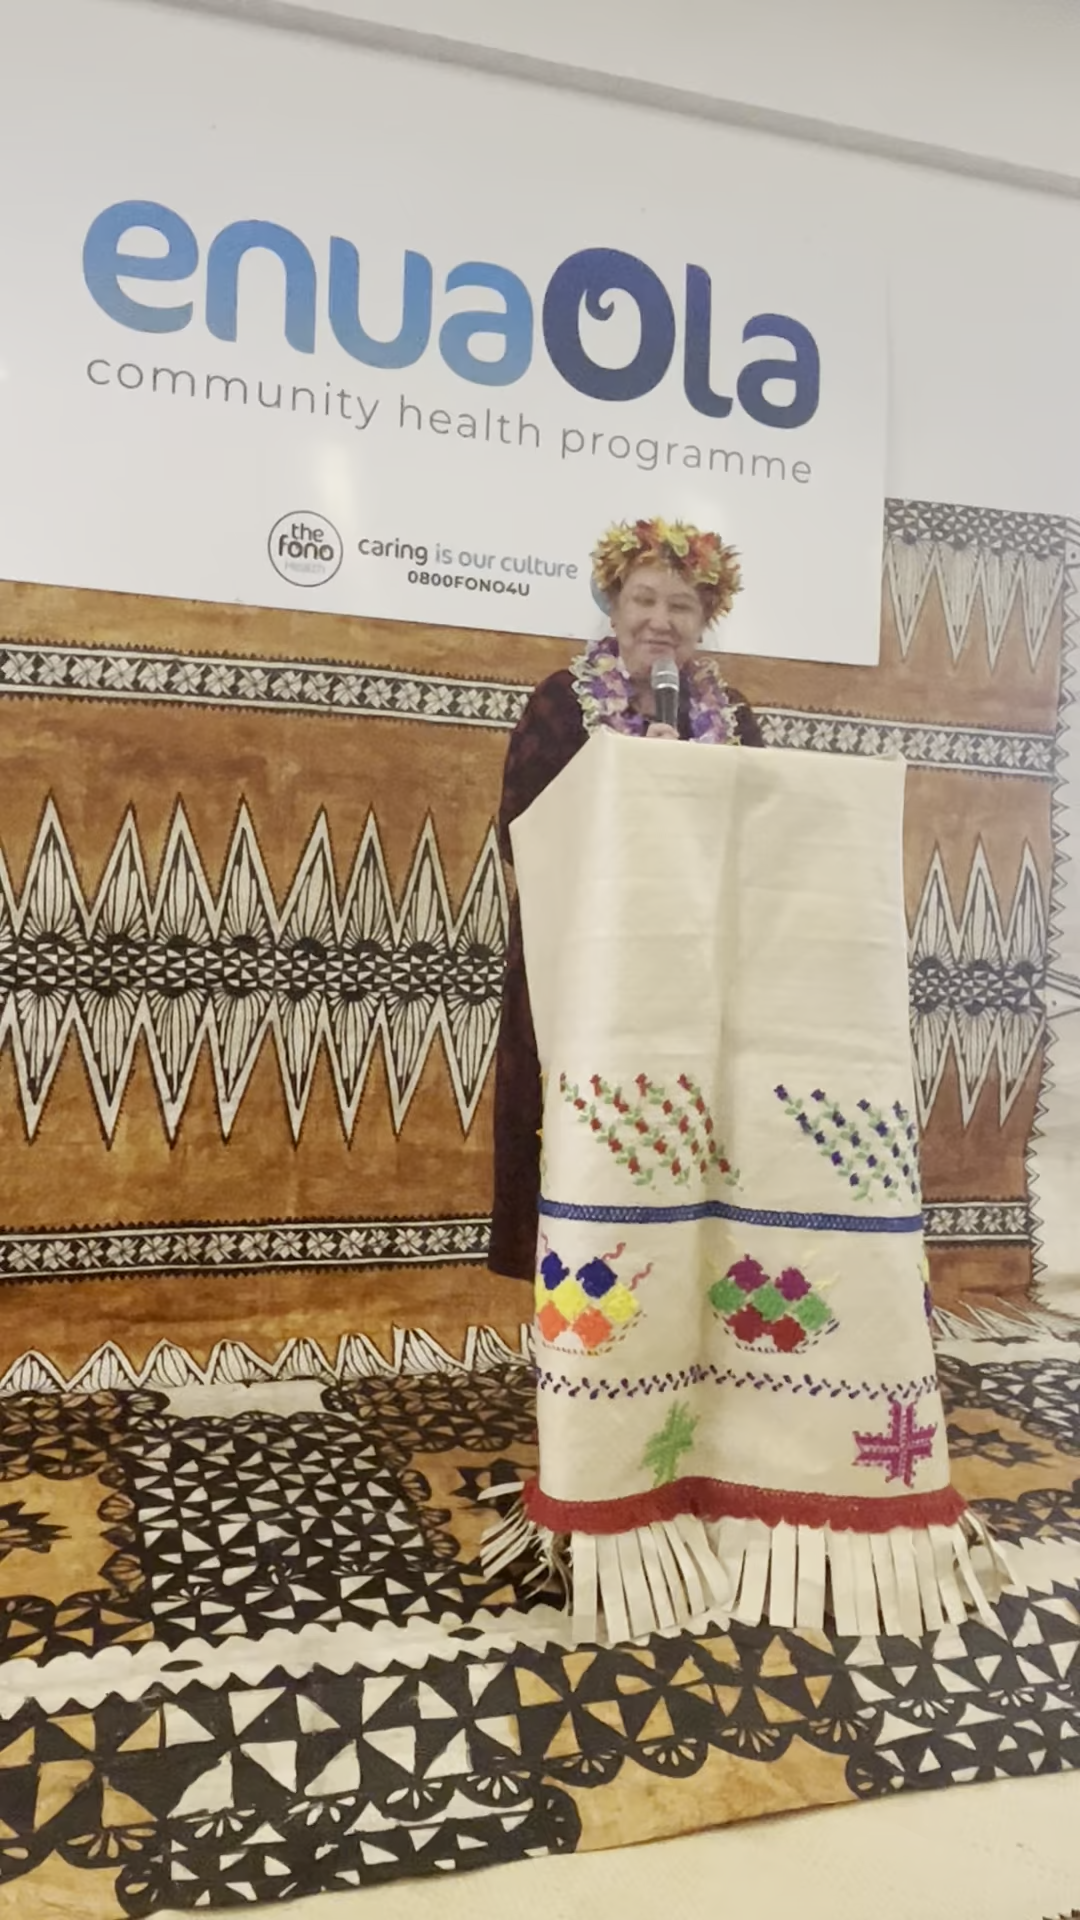 enuaOla
community health programme
the
fono
caring is our culture
0800FONO4U